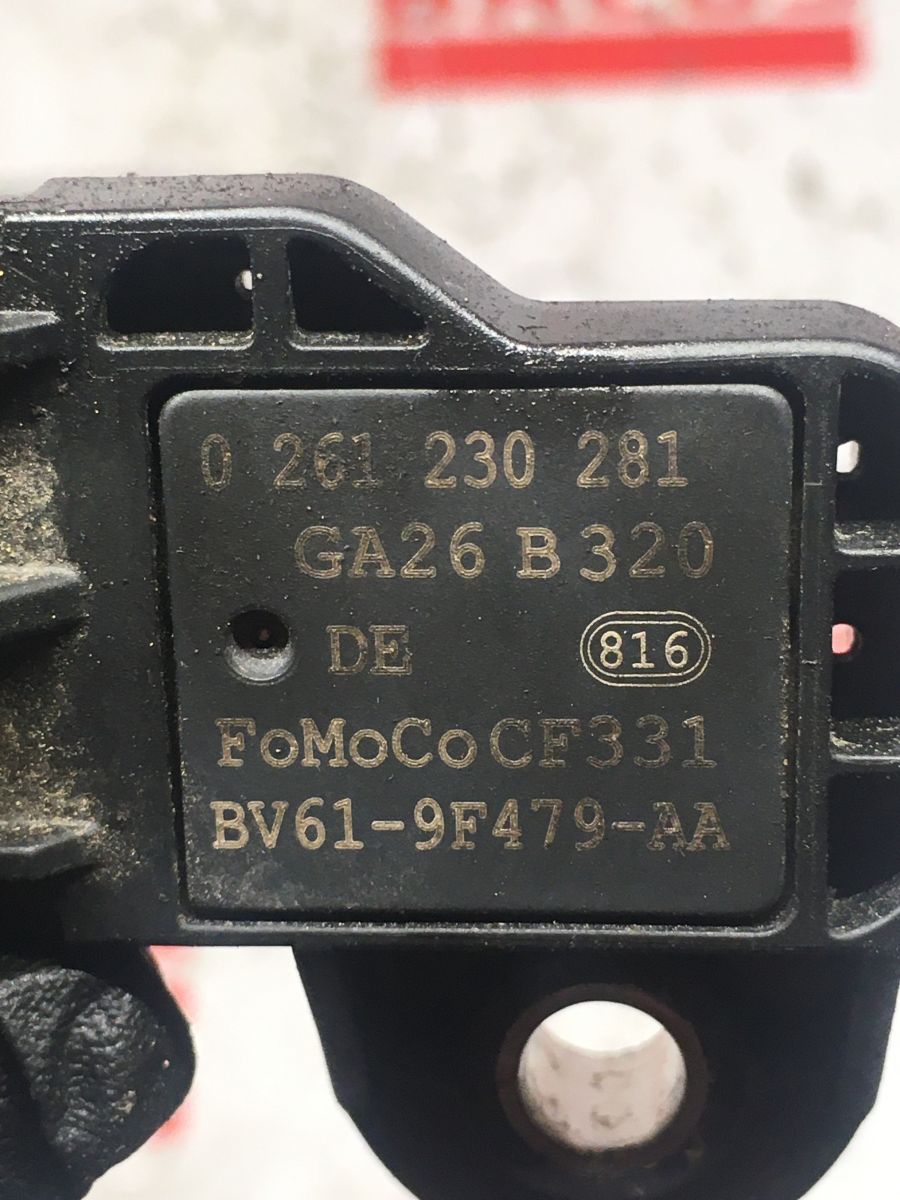 0 261 230 281
GA26 B320
DE 816
FoMoCo CF331
BV61-9F479-AA